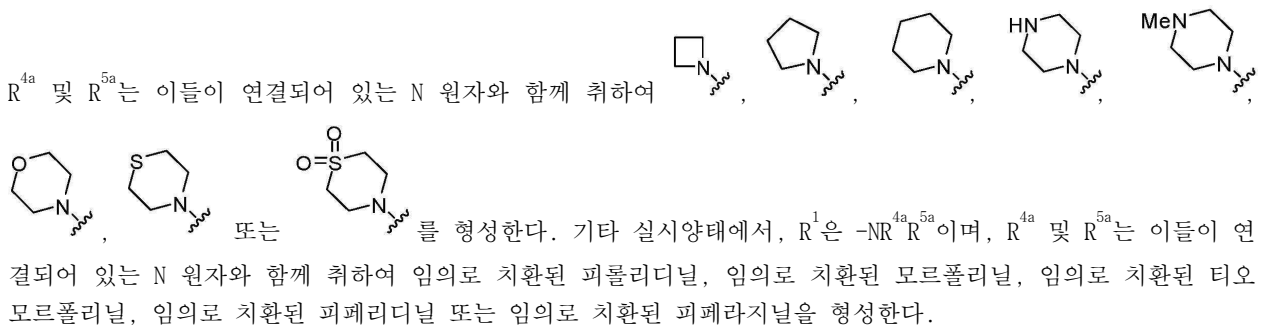 R4a 및 R5a는 이들이 연결되어 있는 N 원자와 함께 취하여 N, N, N, HN N, MeN N,
O N, S N 또는 O O=S N 를 형성한다. 기타 실시양태에서, R1은 -NR4aR5a이며, R4a 및 R5a는 이들이 연
결되어 있는 N 원자와 함께 취하여 임의로 치환된 피롤리디닐, 임의로 치환된 모르폴리닐, 임의로 치환된 티오
모르폴리닐, 임의로 치환된 피페리디닐 또는 임의로 치환된 피페라지닐을 형성한다.